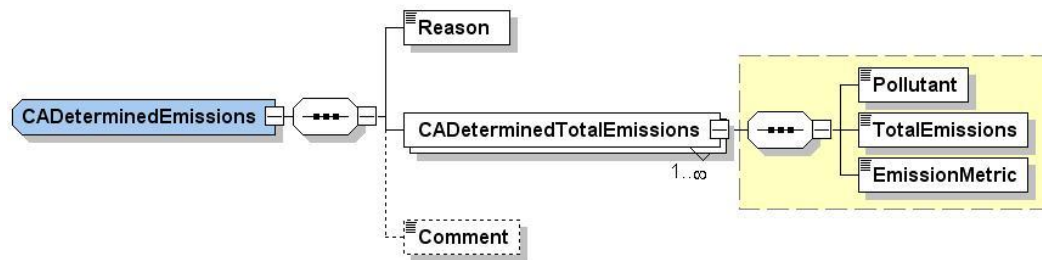 Reason
CADeterminedEmissions
CADeterminedTotalEmissions
1..∞
Pollutant
TotalEmissions
EmissionMetric
Comment